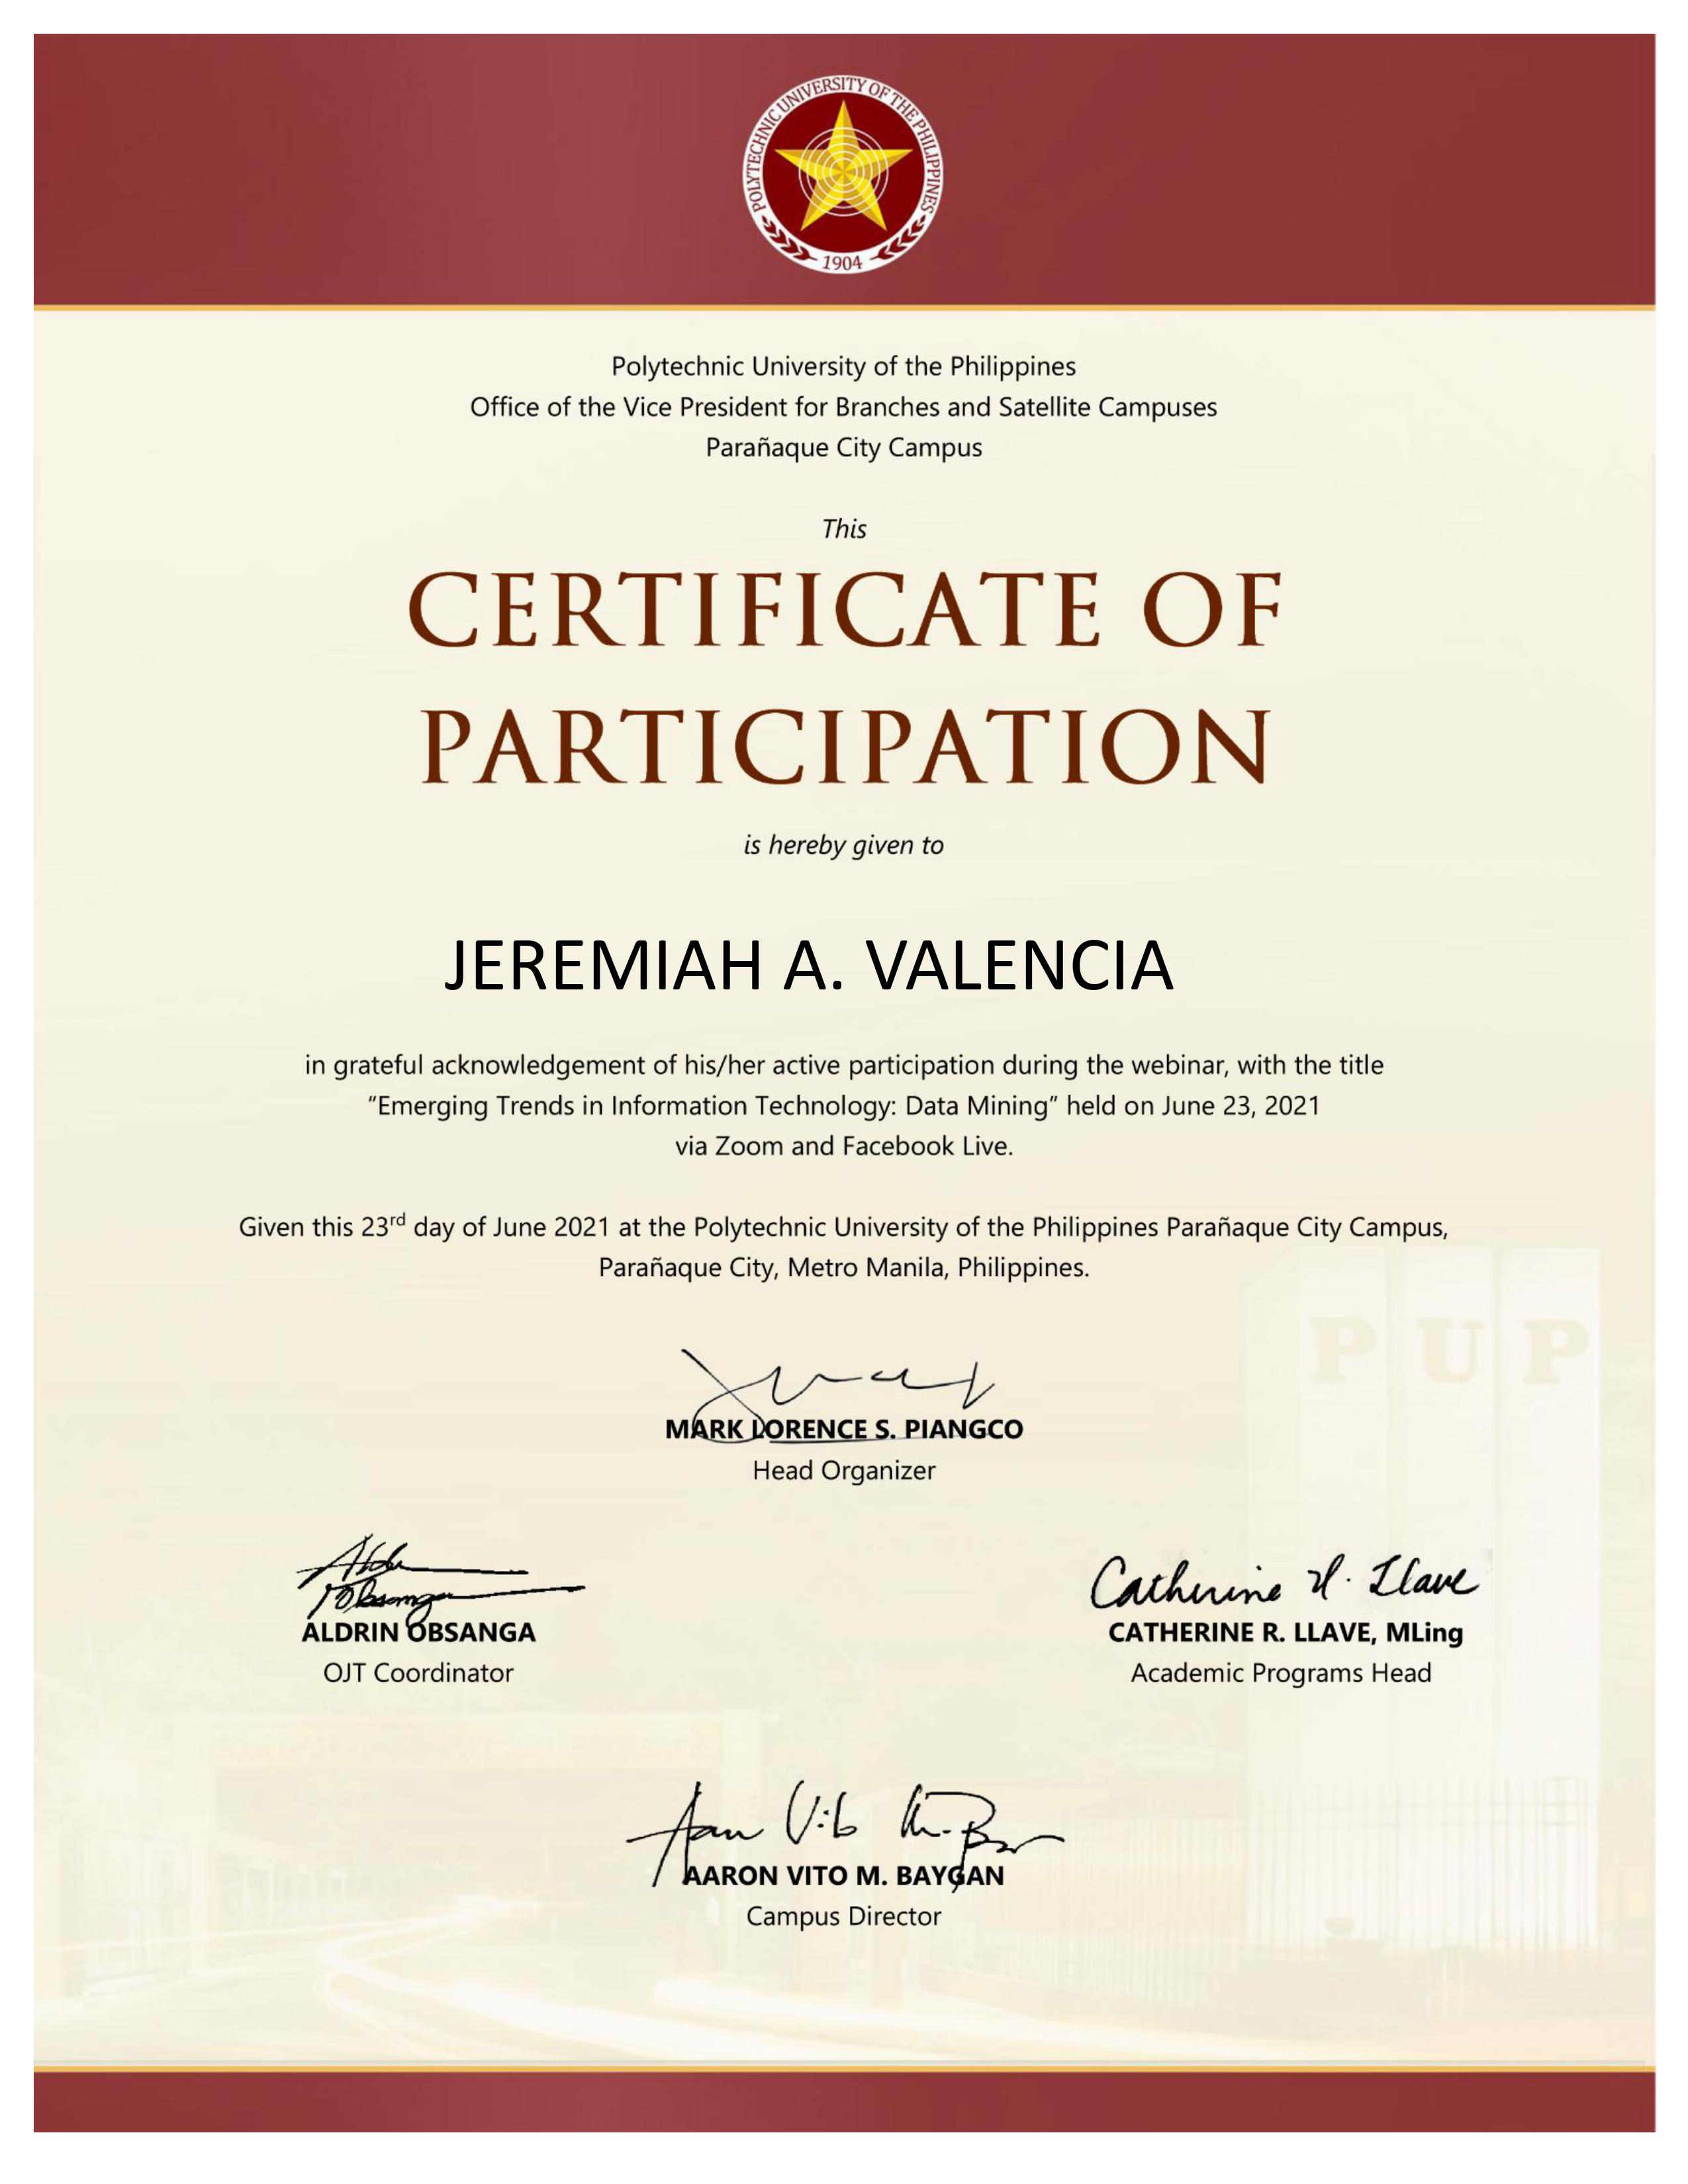 POLYTECHNIC UNIVERSITY OF THE PHILIPPINES
1904
Polytechnic University of the Philippines
Office of the Vice President for Branches and Satellite Campuses
Parañaque City Campus
This
CERTIFICATE OF
PARTICIPATION
is hereby given to
JEREMIAH A. VALENCIA
in grateful acknowledgement of his/her active participation during the webinar, with the title
"Emerging Trends in Information Technology: Data Mining" held on June 23, 2021
via Zoom and Facebook Live.
Given this 23rd day of June 2021 at the Polytechnic University of the Philippines Parañaque City Campus,
Parañaque City, Metro Manila, Philippines.
PUP
MARK LORENCE S. PIANGCO
Head Organizer
Aldrin
Obsanga
ALDRIN OBSANGA
OJT Coordinator
Catherine R. Llave
CATHERINE R. LLAVE, MLing
Academic Programs Head
AARON VITO M. BAYGAN
Campus Director